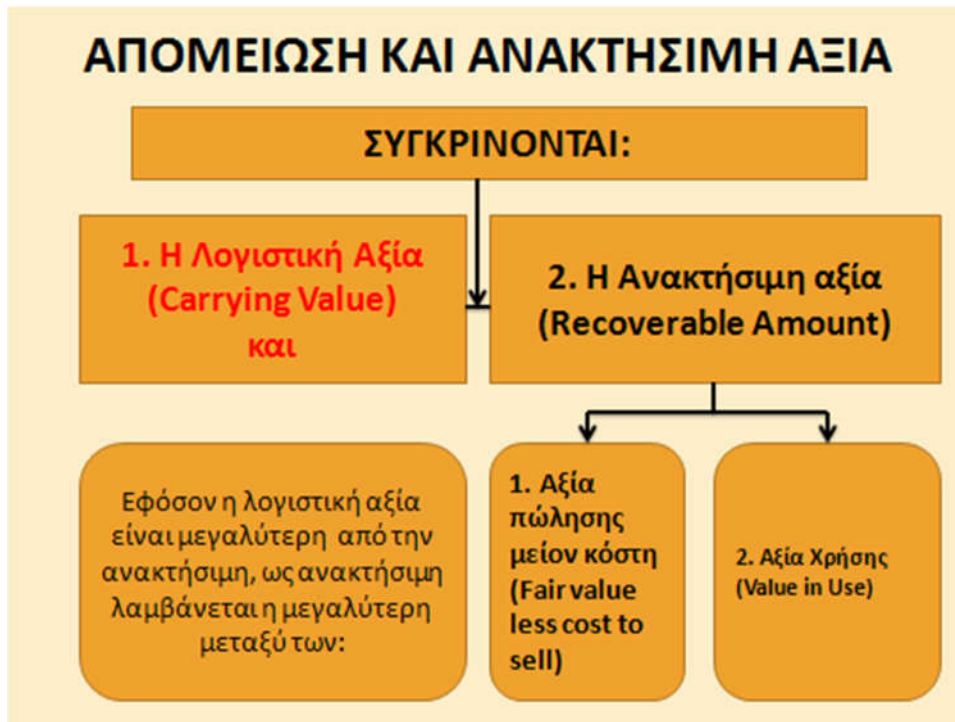 ΑΠΟΜΕΙΩΣΗ ΚΑΙ ΑΝΑΚΤΗΣΙΜΗ ΑΞΙΑ
ΣΥΓΚΡΙΝΟΝΤΑΙ:
1. Η Λογιστική Αξία
(Carrying Value)
και
2. Η Ανακτήσιμη αξία
(Recoverable Amount)
Εφόσον η λογιστική αξία
είναι μεγαλύτερη από την
ανακτήσιμη, ως ανακτήσιμη
λαμβάνεται η μεγαλύτερη
μεταξύ των:
1. Αξία
πώλησης
μείον κόστη
(Fair value
less cost to
sell)
2. Αξία Χρήσης
(Value in Use)